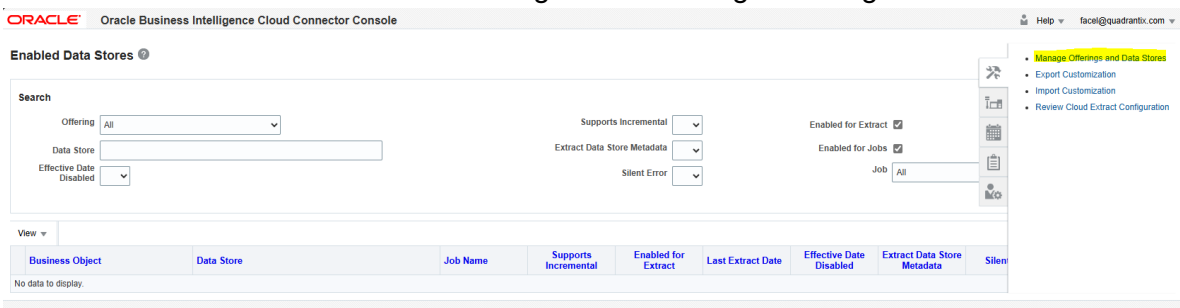 ORACLE Oracle Business Intelligence Cloud Connector Console Help facel@quadrantix.com
Enabled Data Stores
Manage Offerings and Data Stores
Export Customization
Import Customization
Review Cloud Extract Configuration
Search
Offering All Supports Incremental Enabled for Extract
Data Store Extract Data Store Metadata Enabled for Jobs
Effective Date Disabled Silent Error Job All
View
Business Object Data Store Job Name Supports Incremental Enabled for Extract Last Extract Date Effective Date Disabled Extract Data Store Metadata Silent
No data to display.